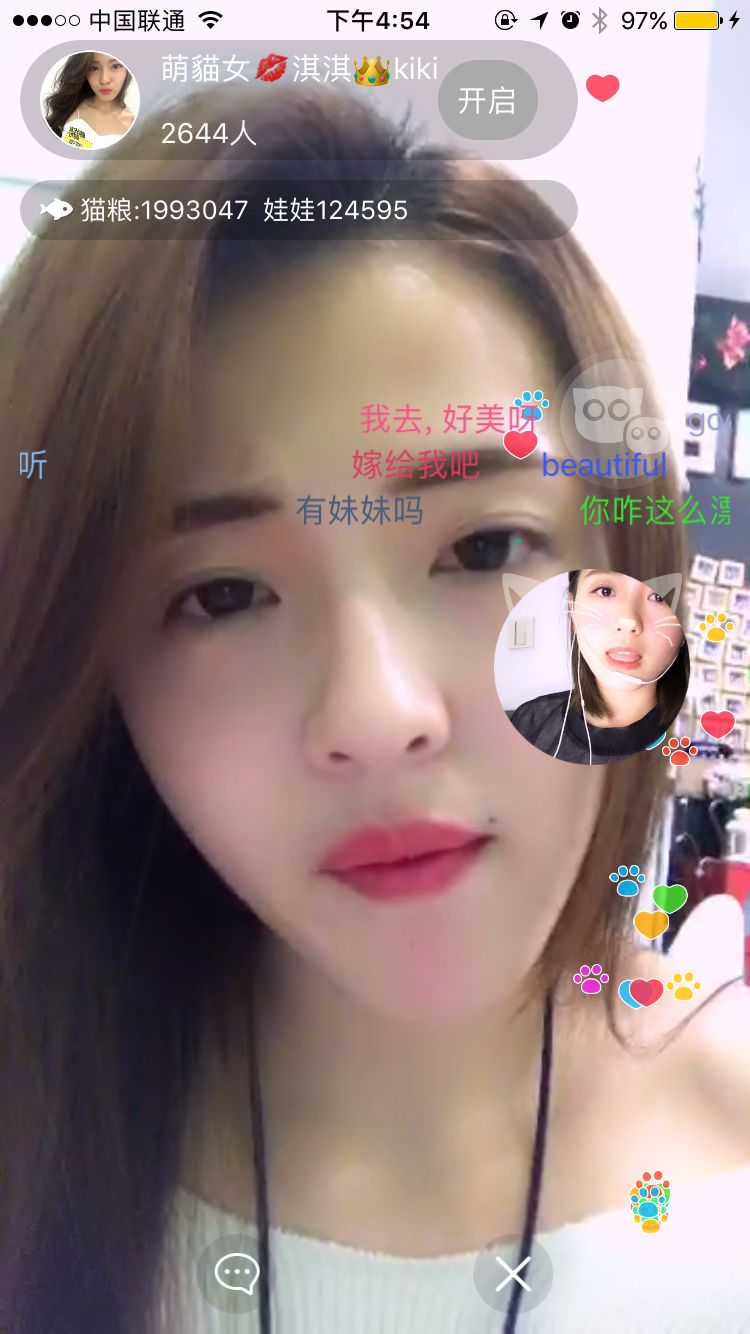 中国联通 下午4:54 97%
萌貓女💋淇淇👑kiki
开启
2644人
猫粮:1993047 娃娃124595
我去, 好美呀
听 嫁给我吧 beautiful
有妹妹吗 你咋这么漂